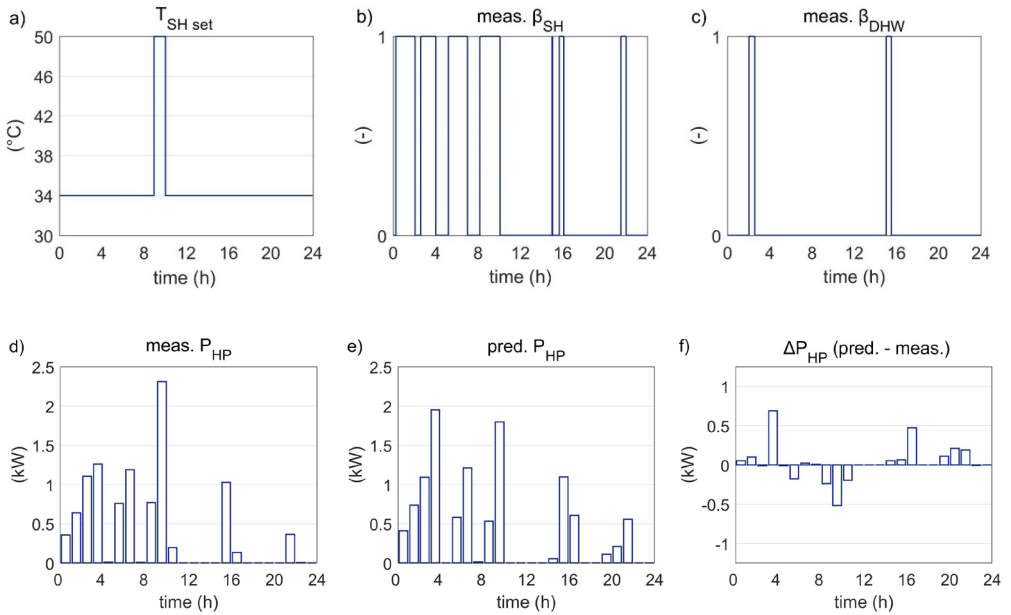 a)
T_SH set
50
46
42
38
34
30
(°C)
0 4 8 12 16 20 24
time (h)
b)
meas. β_SH
1
0
(-)
0 4 8 12 16 20 24
time (h)
c)
meas. β_DHW
1
0
(-)
0 4 8 12 16 20 24
time (h)
d)
meas. P_HP
2.5
2
1.5
1
0.5
0
(kW)
0 4 8 12 16 20 24
time (h)
e)
pred. P_HP
2.5
2
1.5
1
0.5
0
(kW)
0 4 8 12 16 20 24
time (h)
f)
ΔP_HP (pred. - meas.)
1
0.5
0
-0.5
-1
(kW)
0 4 8 12 16 20 24
time (h)